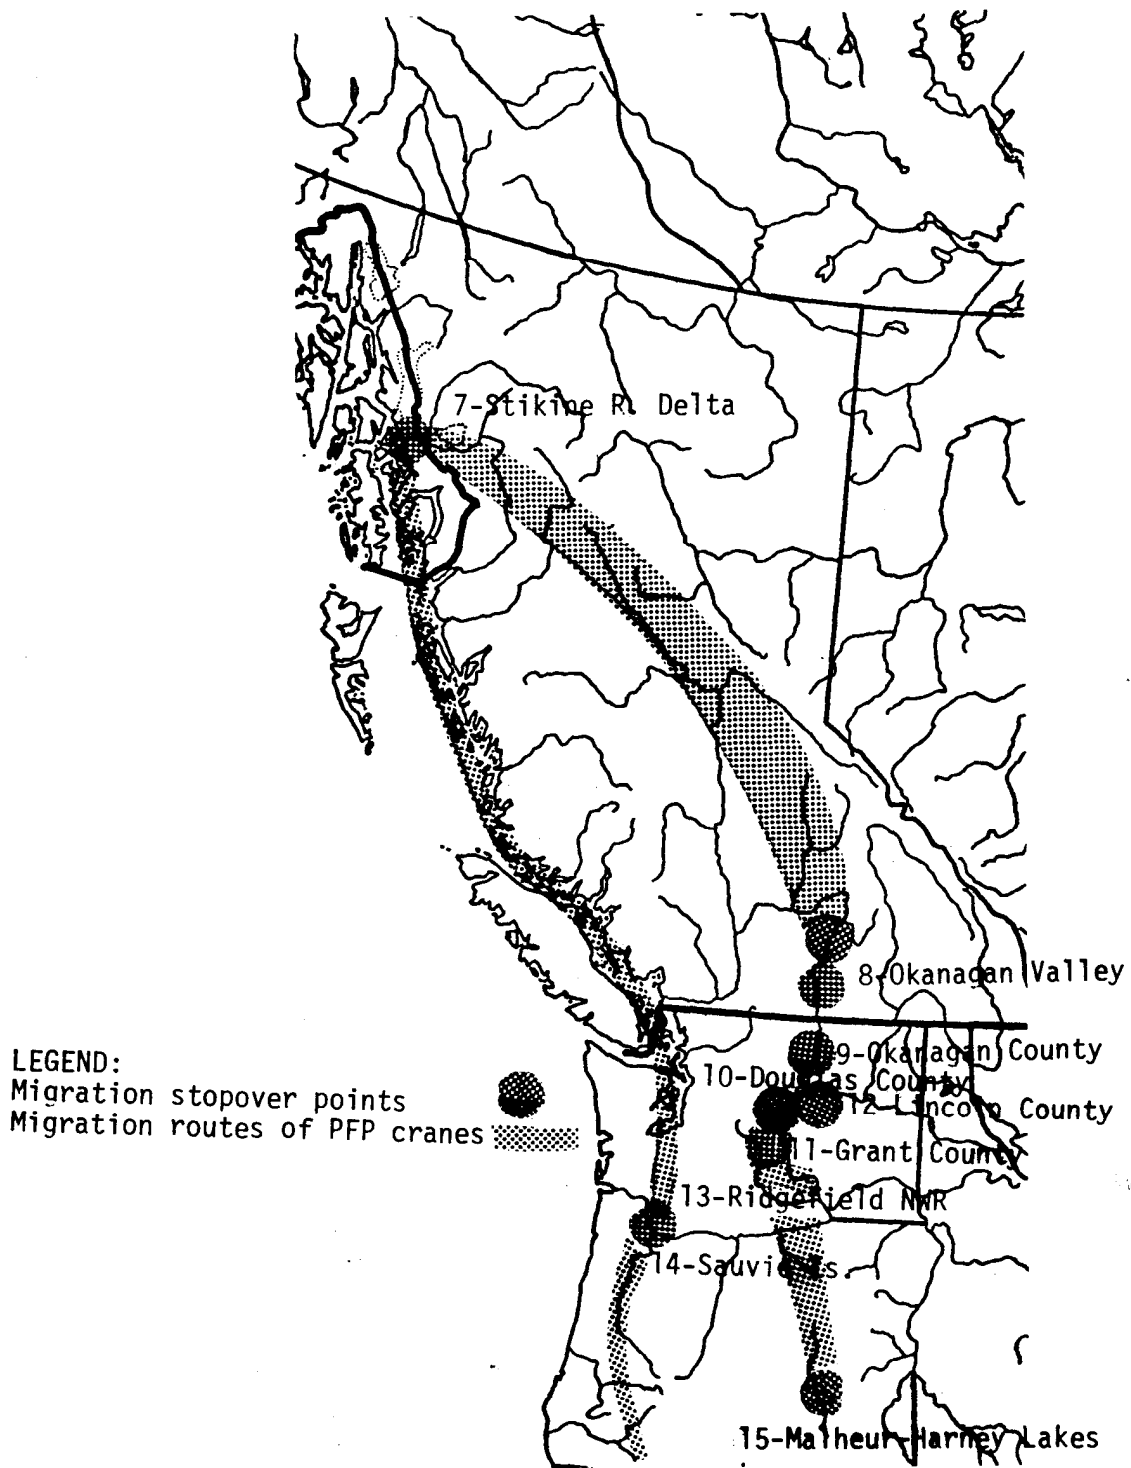 7-Stikine R. Delta
8-Okanagan Valley
LEGEND:
Migration stopover points
Migration routes of PFP cranes
9-Okanagan County
10-Douglas County
12-Lincoln County
11-Grant County
13-Ridgefield NWR
14-Sauvie Is.
15-Malheur-Harney Lakes